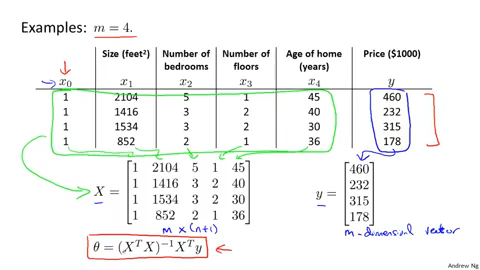 Examples: m = 4.
Size (feet²) Number of bedrooms Number of floors Age of home (years) Price ($1000)
x₀ x₁ x₂ x₃ x₄ y
1 2104 5 1 45 460
1 1416 3 2 40 232
1 1534 3 2 30 315
1 852 2 1 36 178
X = [1 2104 5 1 45
1 1416 3 2 40
1 1534 3 2 30
1 852 2 1 36]
m × (n+1)
y = [460
232
315
178]
m-dimensional vector
θ = (XᵀX)⁻¹Xᵀy
Andrew Ng